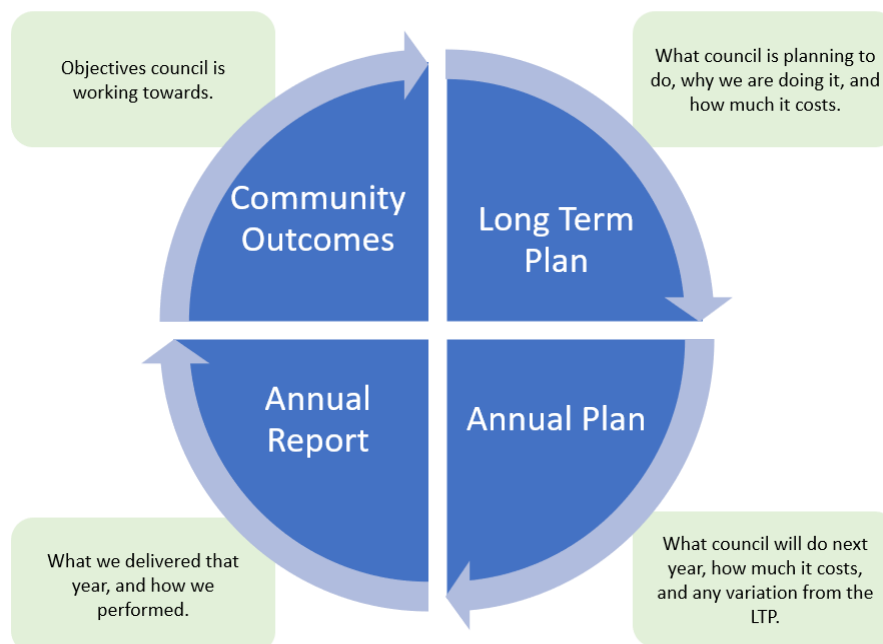 Objectives council is
working towards.
What council is planning to
do, why we are doing it, and
how much it costs.
Community
Outcomes
Long Term
Plan
Annual
Report
Annual Plan
What we delivered that
year, and how we
performed.
What council will do next
year, how much it costs,
and any variation from the
LTP.